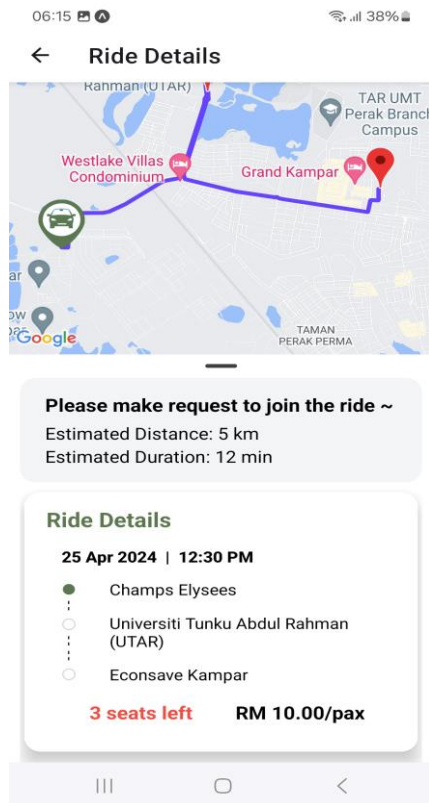 06:15
38%
Ride Details
Rahman (UTAR)
TAR UMT
Perak Branch
Campus
Westlake Villas
Condominium
Grand Kampar
ar
ow
Google
TAMAN
PERAK PERMA
Please make request to join the ride ~
Estimated Distance: 5 km
Estimated Duration: 12 min
Ride Details
25 Apr 2024 | 12:30 PM
Champs Elysees
Universiti Tunku Abdul Rahman
(UTAR)
Econsave Kampar
3 seats left RM 10.00/pax